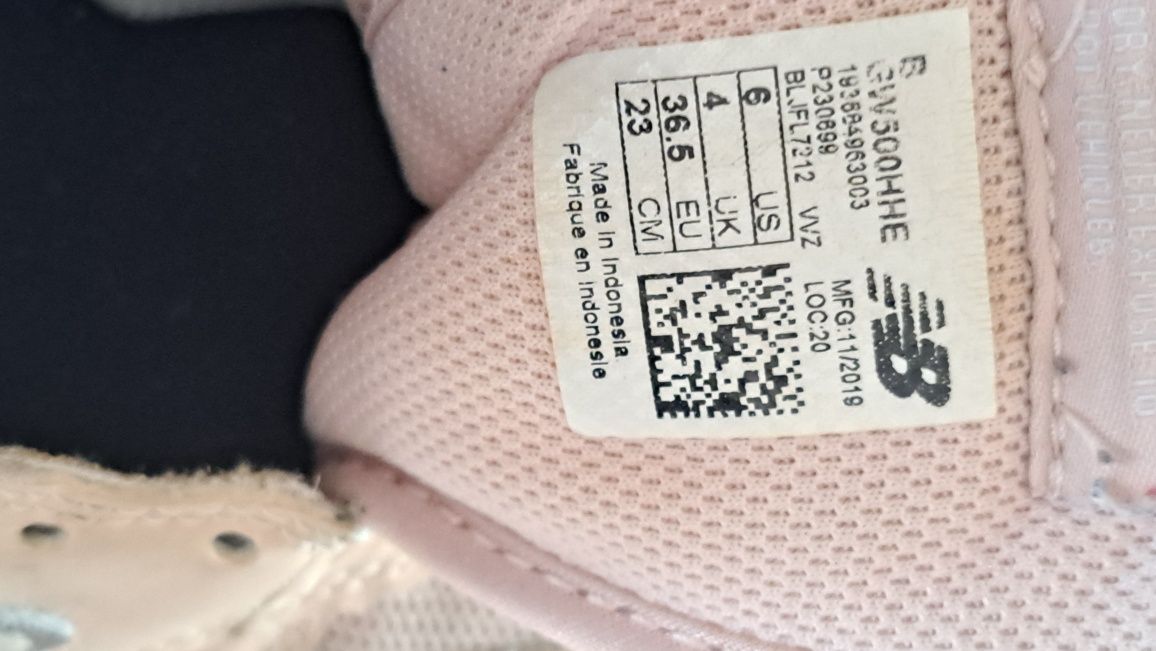 B
GW500HHE
193684963003
P230699
BLJFL7212 VVZ
MFG:11/2019
LOC:20
6 US
4 UK
36.5 EU
23 CM
Made in Indonesia
Fabrique en Indonesie